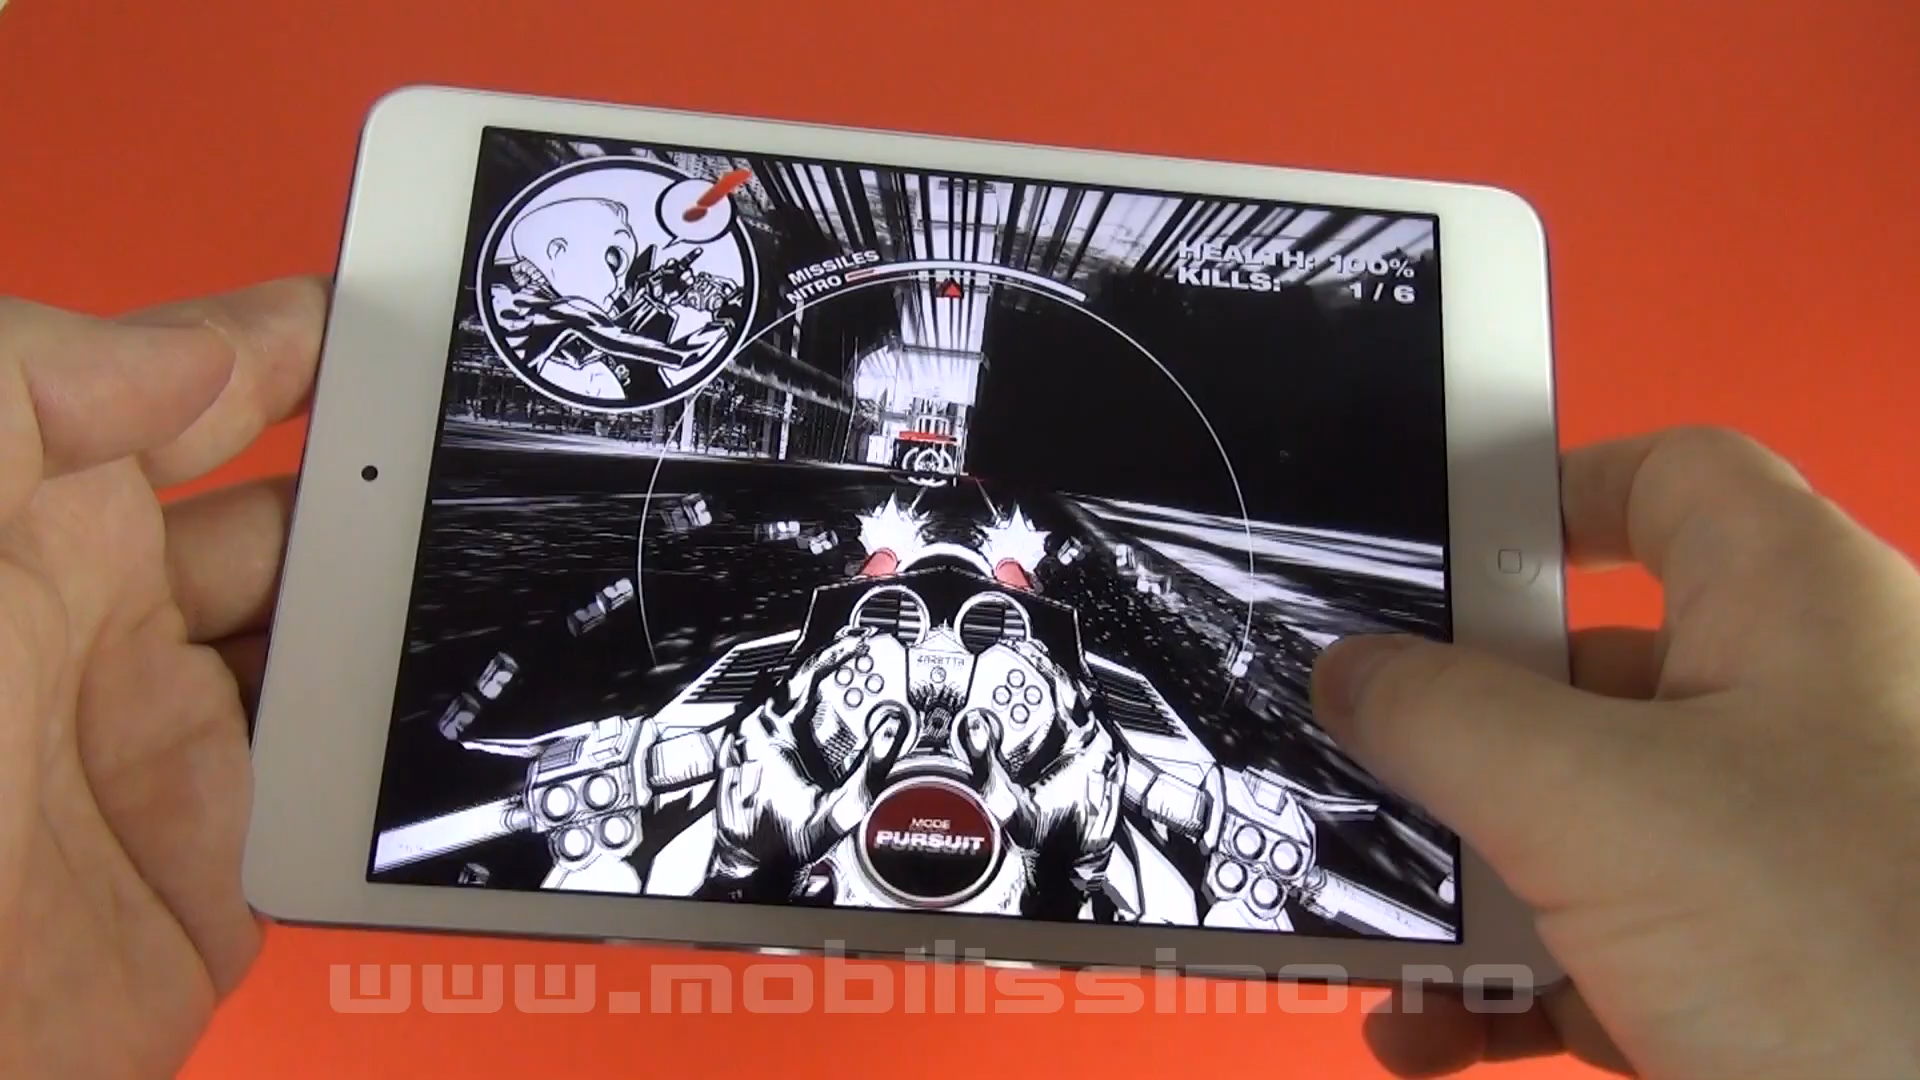 MISSILES
NITRO
HEALTH: 100%
KILLS: 1 / 6
MODE
PURSUIT
www.mobilissimo.ro